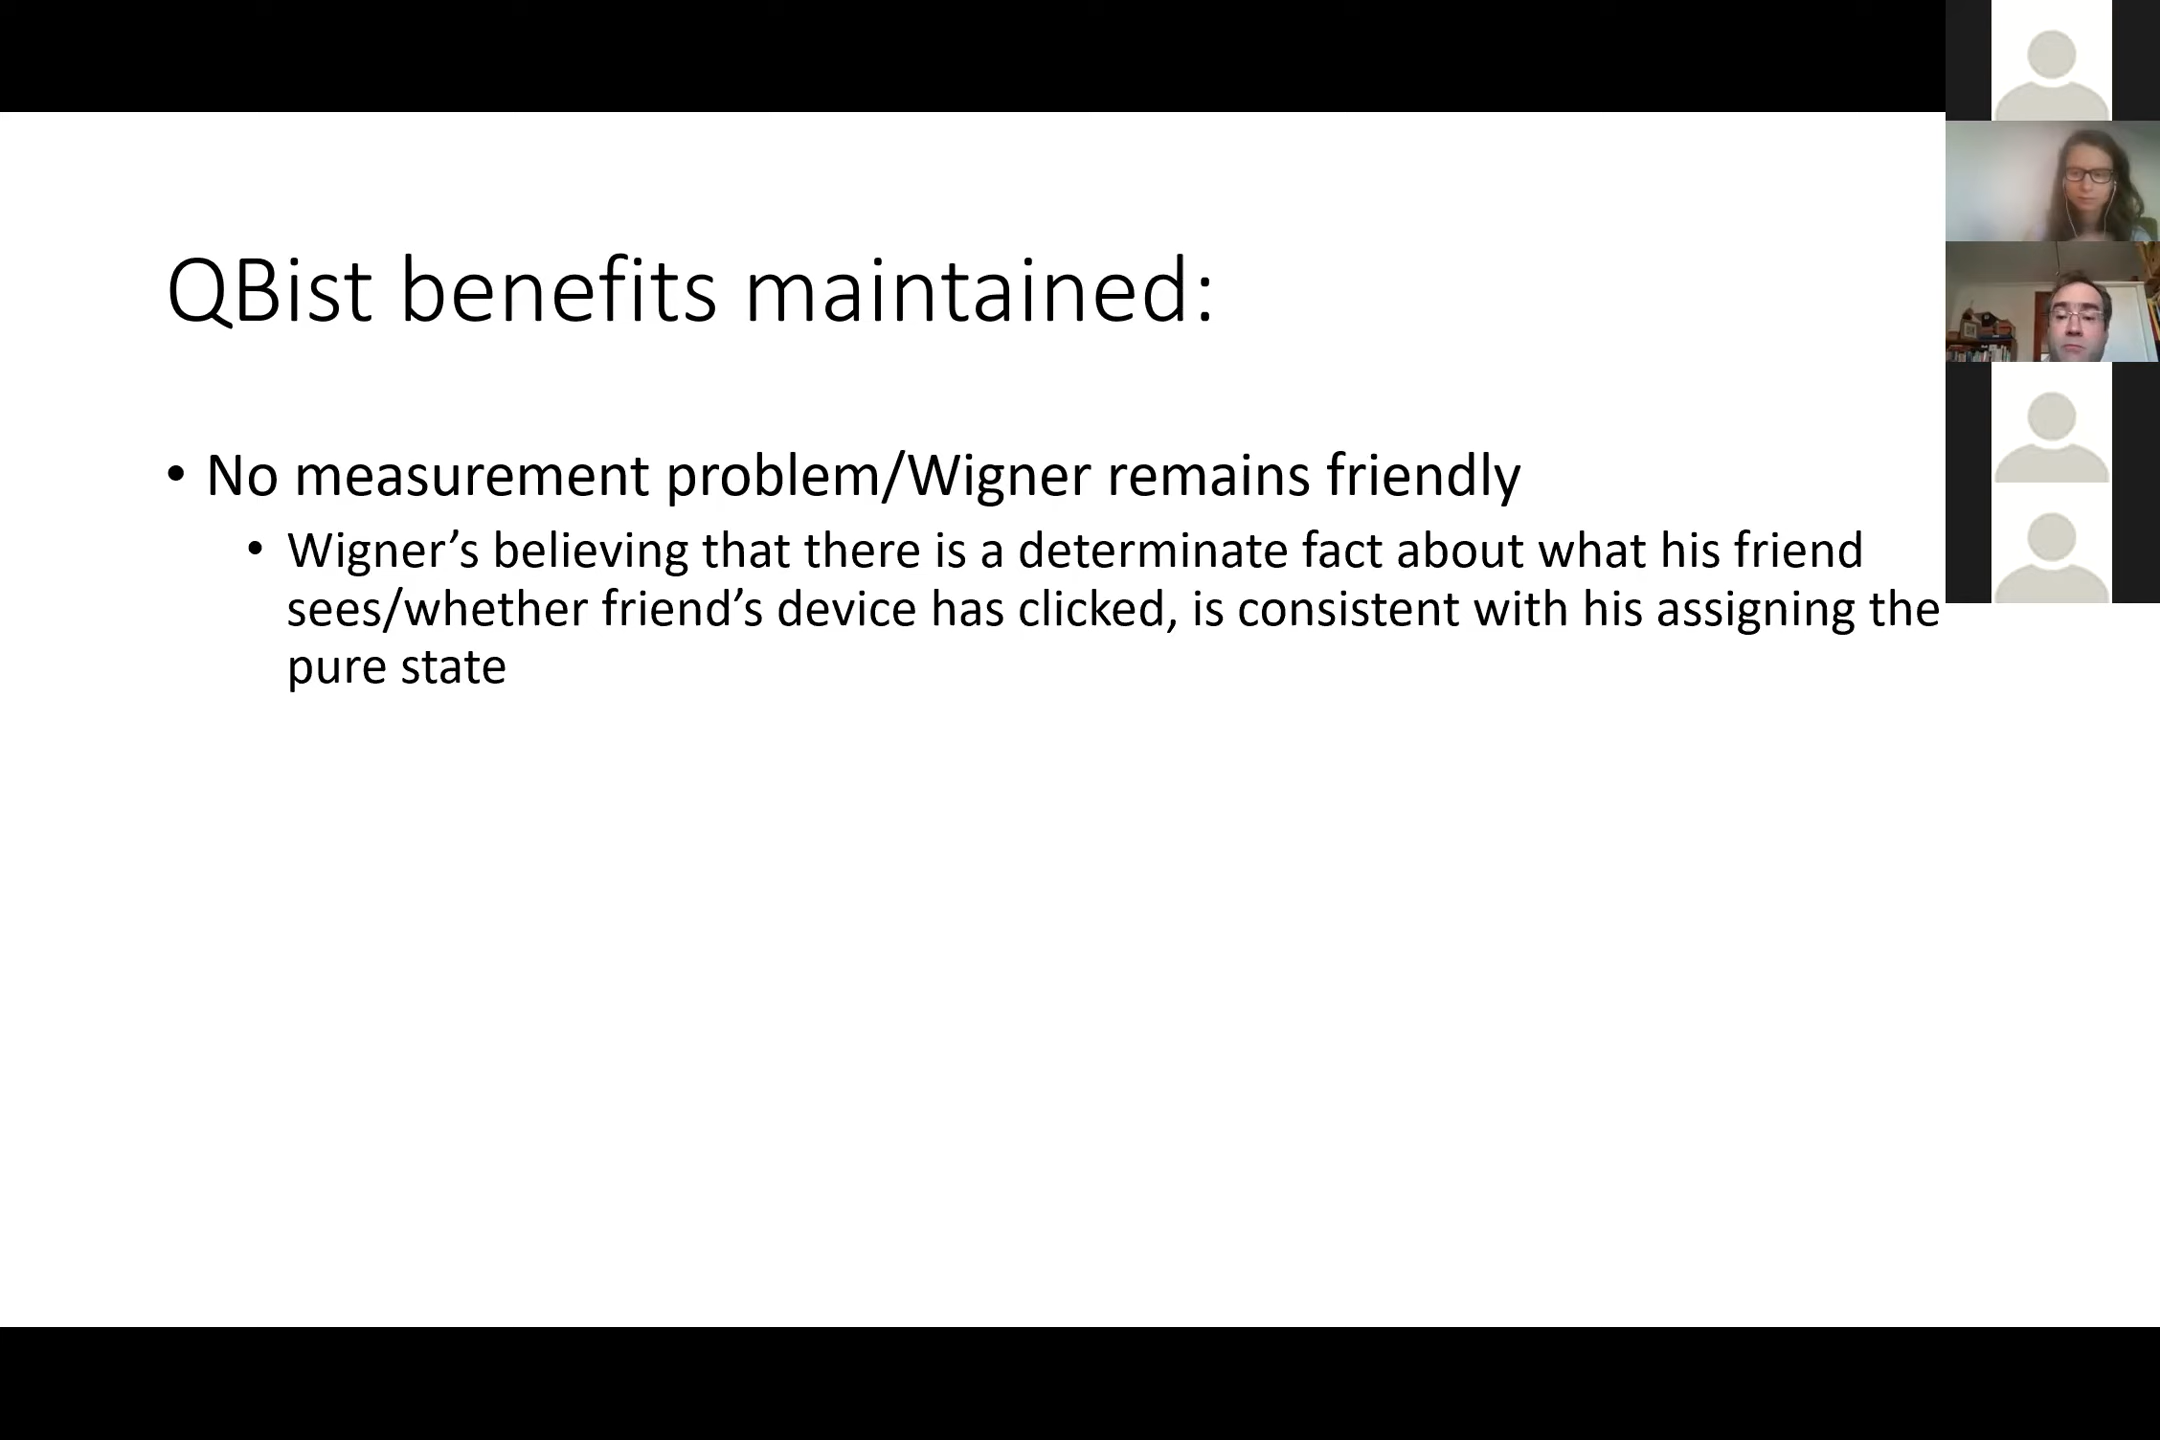 QBist benefits maintained:
• No measurement problem/Wigner remains friendly
• Wigner’s believing that there is a determinate fact about what his friend
sees/whether friend’s device has clicked, is consistent with his assigning the
pure state